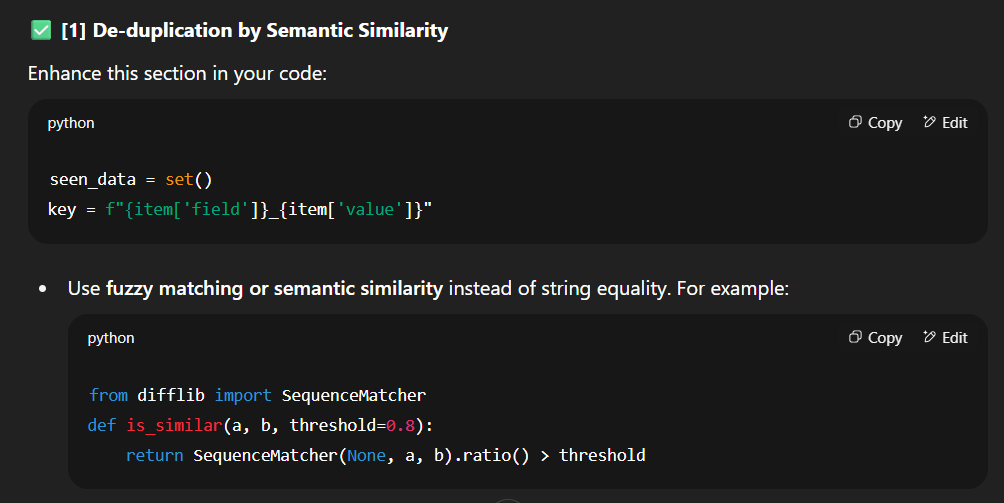 ✅ [1] De-duplication by Semantic Similarity
Enhance this section in your code:
python Copy Edit
seen_data = set()
key = f"{item['field']}_{item['value']}"
• Use fuzzy matching or semantic similarity instead of string equality. For example:
python Copy Edit
from difflib import SequenceMatcher
def is_similar(a, b, threshold=0.8):
    return SequenceMatcher(None, a, b).ratio() > threshold